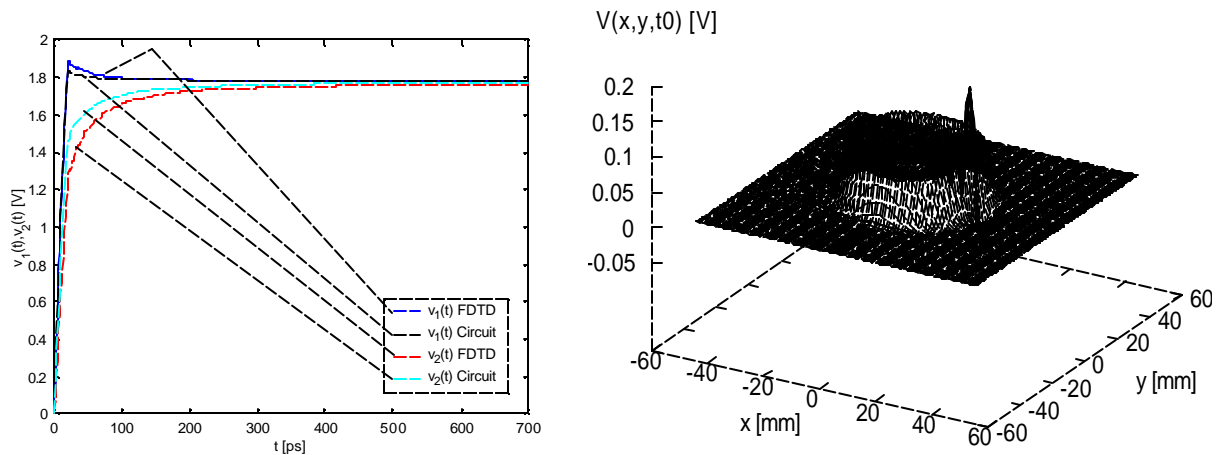 2
1.8
1.6
1.4
1.2
1
0.8
0.6
0.4
0.2
0
v1(t),v2(t) [V]
0 100 200 300 400 500 600 700
t [ps]
v1(t) FDTD
v1(t) Circuit
v2(t) FDTD
v2(t) Circuit
V(x,y,t0) [V]
0.2
0.15
0.1
0.05
0
-0.05
-60 -40 -20 0 20 40 60
x [mm]
-60 -40 -20 0 20 40 60
y [mm]